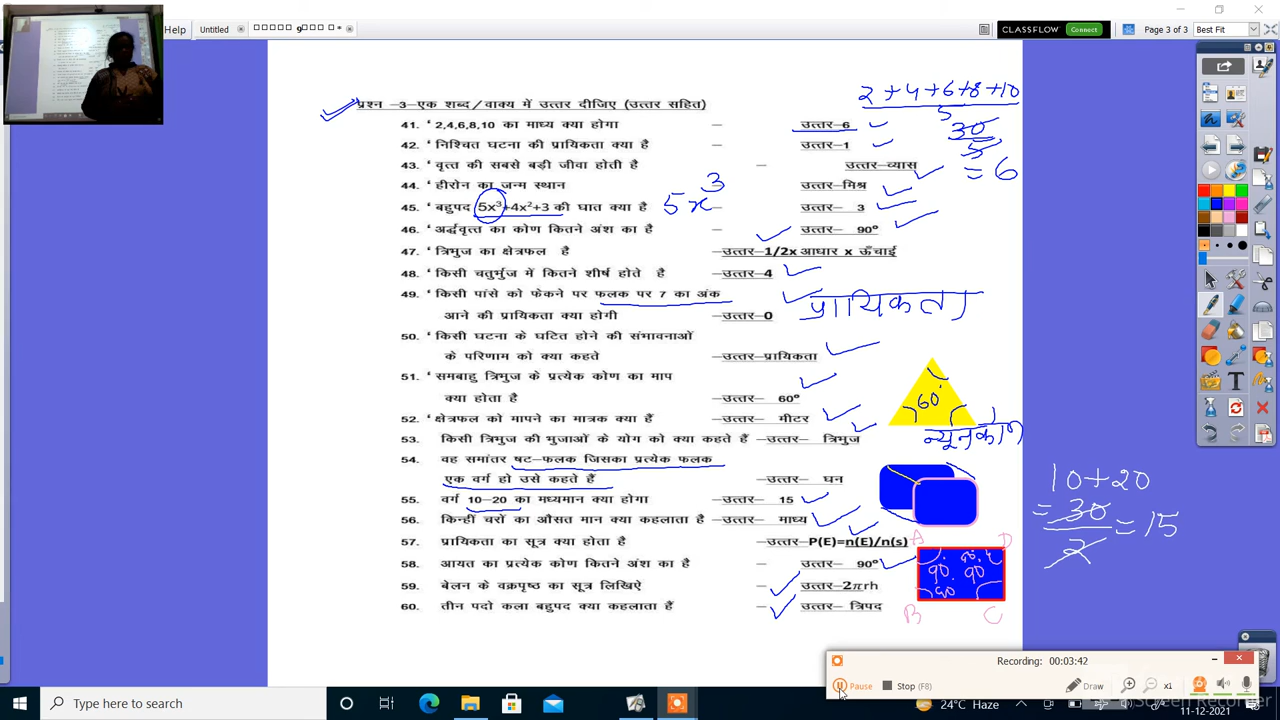 Help
Untitled
CLASSFLOW
Connect
Page 3 of 3
Best Fit
प्रश्न –3–एक शब्द/वाक्य में उत्तर दीजिए (उत्तर सहित)
41. ' 2,4,6,8,10 का माध्य क्या होगा – उत्तर–6
42. ' निश्चित घटना की प्रायिकता क्या है – उत्तर–1
43. ' वृत्त की सबसे बड़ी जीवा होती है – उत्तर–व्यास
44. ' हीरोन का जन्म स्थान – उत्तर–मिश्र
45. ' बहुपद 5x³+4x²+3 की घात क्या है – उत्तर– 3
46. ' अर्द्धवृत्त का कोण कितने अंश का है – उत्तर– 90°
47. ' त्रिभुज का क्षेत्रफल है –उत्तर–1/2x आधार x ऊँचाई
48. ' किसी चतुर्भुज में कितने शीर्ष होते है –उत्तर–4
49. ' किसी पांसे को फेकने पर फलक पर 7 का अंक
आने की प्रायिकता क्या होगी –उत्तर–0
50. ' किसी घटना के घटित होने की संभावनाओं
के परिणाम को क्या कहते –उत्तर–प्रायिकता
51. ' समबाहु त्रिभुज के प्रत्येक कोण का माप
क्या होता है –उत्तर– 60°
52. ' क्षेत्रफल को मापने का मात्रक क्या हैं –उत्तर– मीटर
53. किसी त्रिभुज की भुजाओं के योग को क्या कहते हैं –उत्तर– त्रिभुज
54. वह समांतर षट–फलक जिसका प्रत्येक फलक
एक वर्ग हो उसे कहते हैं –उत्तर– घन
55. वर्ग 10–20 का मध्यमान क्या होगा –उत्तर– 15
56. किन्हीं चरों का औसत मान क्या कहलाता है –उत्तर– माध्य
57. प्रायिकता का सूत्र क्या होता है –उत्तर–P(E)=n(E)/n(s)
58. आयत का प्रत्येक कोण कितने अंश का है – उत्तर– 90°
59. बेलन के वक्रपृष्ठ का सूत्र लिखिऐ – उत्तर–2πrh
60. तीन पदो कला बहुपद क्या कहलाता हैं – उत्तर– त्रिपद
2+4+6+8+10
5
30
5
= 6
5x³
प्रायिकता
60°
न्यूनकोण
A D
90° 90°
90° 90°
B C
10+20
= 30 = 15
2
Recording: 00:03:42
Pause
Stop (F8)
Draw
x1
Type here to search
24°C Haze
11-12-2021